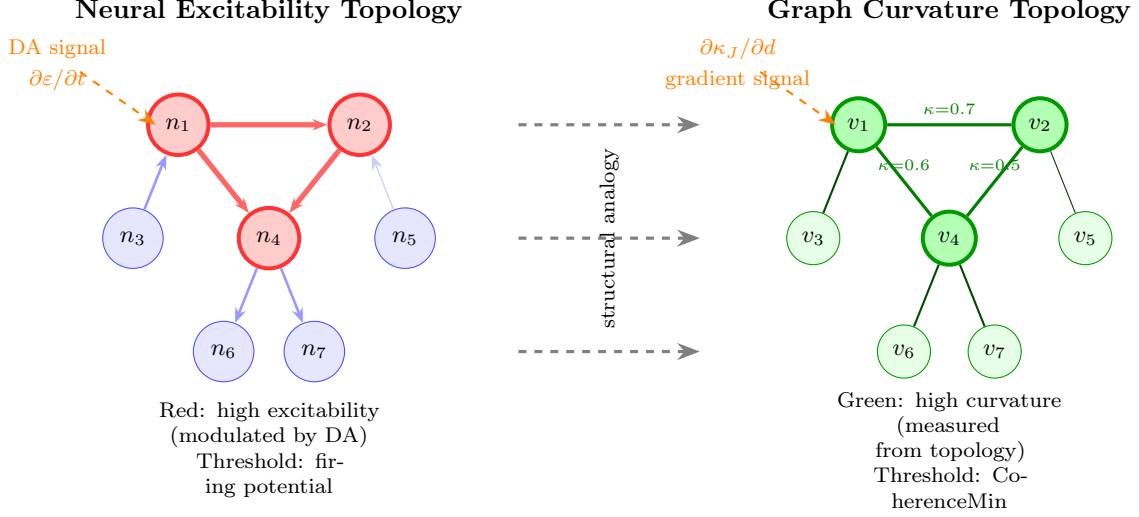 Neural Excitability Topology
Graph Curvature Topology
DA signal
∂ε/∂t
∂κ_J/∂d
gradient signal
n₁
n₂
n₃
n₄
n₅
n₆
n₇
structural analogy
κ=0.7
κ=0.6
κ=0.5
v₁
v₂
v₃
v₄
v₅
v₆
v₇
Red: high excitability
(modulated by DA)
Threshold: fir-
ing potential
Green: high curvature
(measured
from topology)
Threshold: Co-
herenceMin